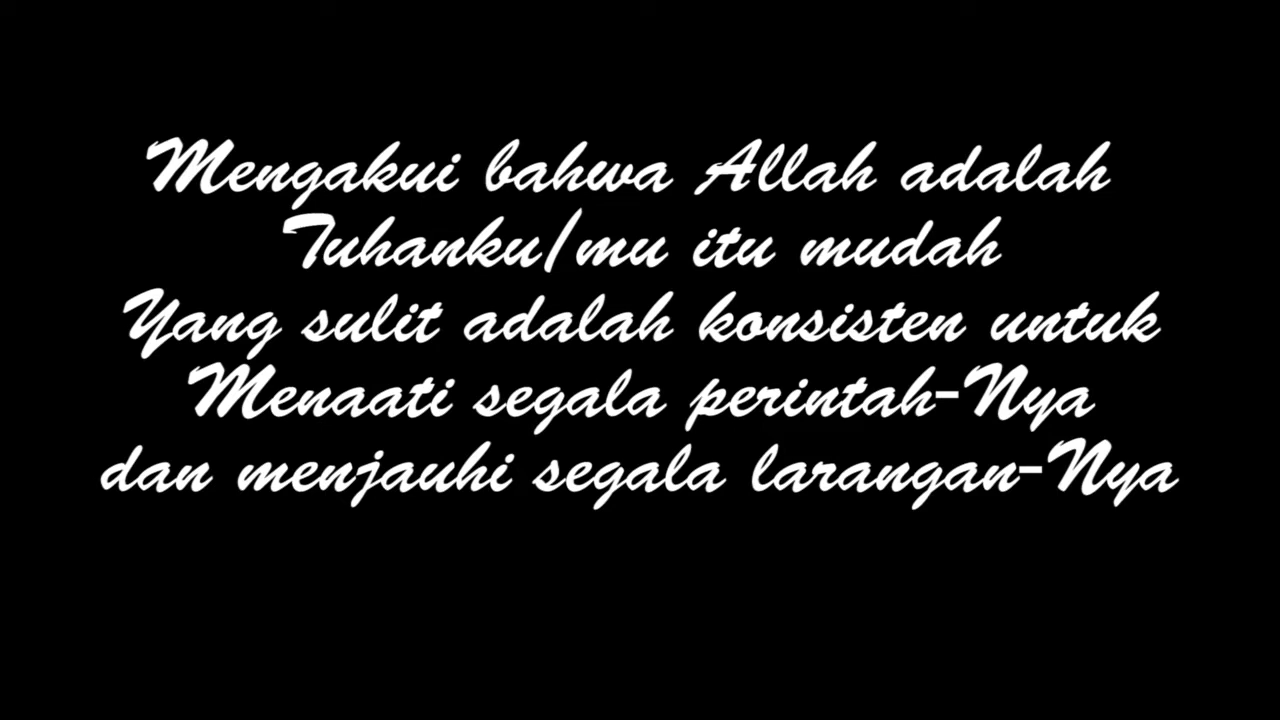 Mengakui bahwa Allah adalah
Tuhanku/mu itu mudah
Yang sulit adalah konsisten untuk
Menaati segala perintah-Nya
dan menjauhi segala larangan-Nya